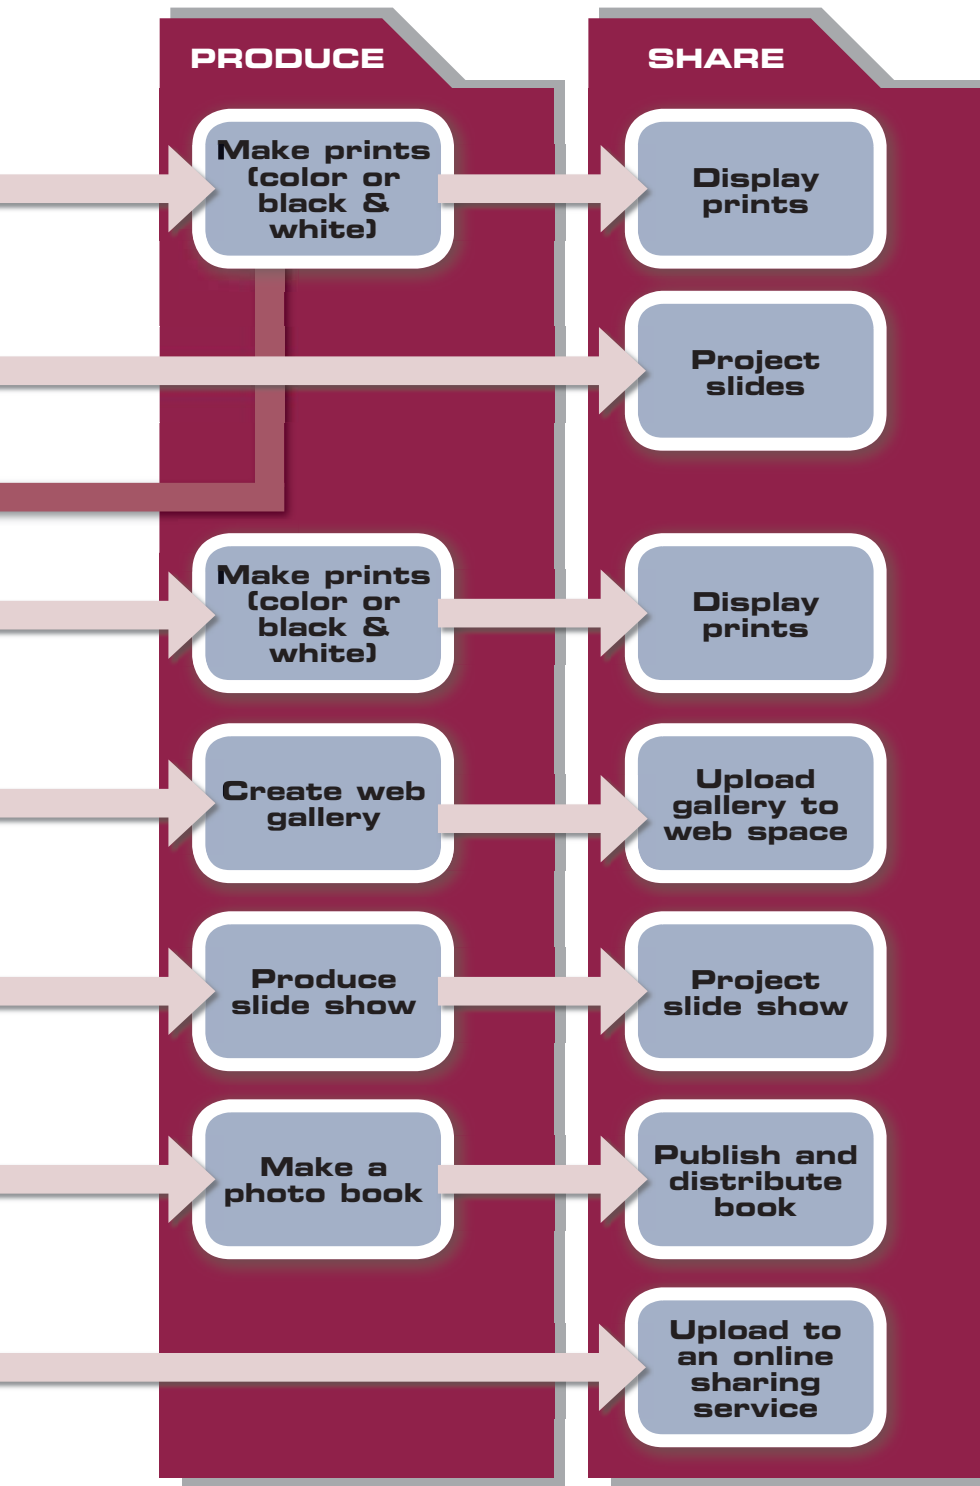 PRODUCE
SHARE
Make prints
(color or
black &
white)
Display
prints
Project
slides
Make prints
(color or
black &
white)
Display
prints
Create web
gallery
Upload
gallery to
web space
Produce
slide show
Project
slide show
Make a
photo book
Publish and
distribute
book
Upload to
an online
sharing
service